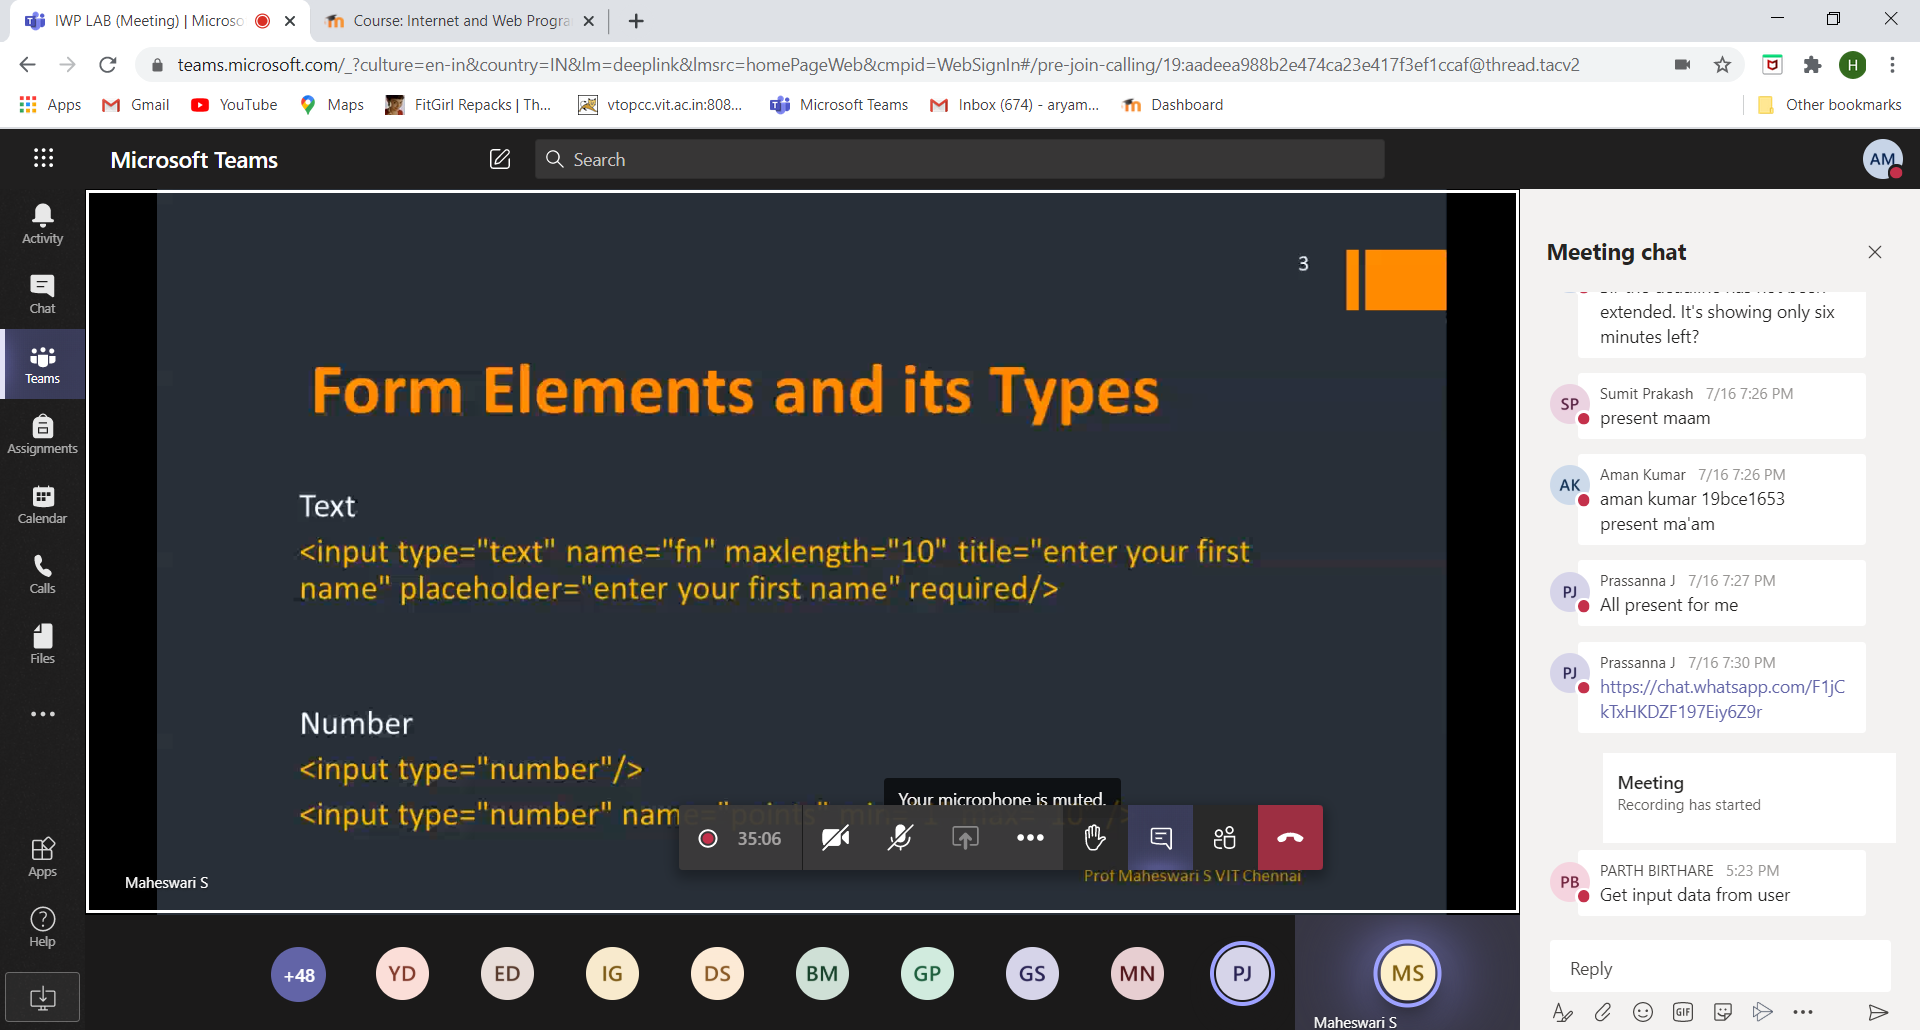 IWP LAB (Meeting) | Microso
Course: Internet and Web Progra
teams.microsoft.com/_?culture=en-in&country=IN&lm=deeplink&lmsrc=homePageWeb&cmpid=WebSignIn#/pre-join-calling/19:aadeea988b2e474ca23e417f3ef1ccaf@thread.tacv2
H
Apps
Gmail
YouTube
Maps
FitGirl Repacks | Th...
vtopcc.vit.ac.in:808...
Microsoft Teams
Inbox (674) - aryam...
Dashboard
Other bookmarks
Microsoft Teams
Search
AM
Activity
Chat
Teams
Assignments
Calendar
Calls
Files
Apps
Help
3
Form Elements and its Types
Text
<input type="text" name="fn" maxlength="10" title="enter your first
name" placeholder="enter your first name" required/>
Number
<input type="number"/>
<input type="number" name="points" min="1" max="10"/>
Your microphone is muted.
35:06
Prof Maheswari S VIT Chennai
Maheswari S
+48
YD
ED
IG
DS
BM
GP
GS
MN
PJ
MS
Maheswari S
Meeting chat
extended. It's showing only six
minutes left?
SP
Sumit Prakash 7/16 7:26 PM
present maam
AK
Aman Kumar 7/16 7:26 PM
aman kumar 19bce1653
present ma'am
PJ
Prassanna J 7/16 7:27 PM
All present for me
PJ
Prassanna J 7/16 7:30 PM
https://chat.whatsapp.com/F1jC
kTxHKDZF197Eiy6Z9r
Meeting
Recording has started
PB
PARTH BIRTHARE 5:23 PM
Get input data from user
Reply
GIF